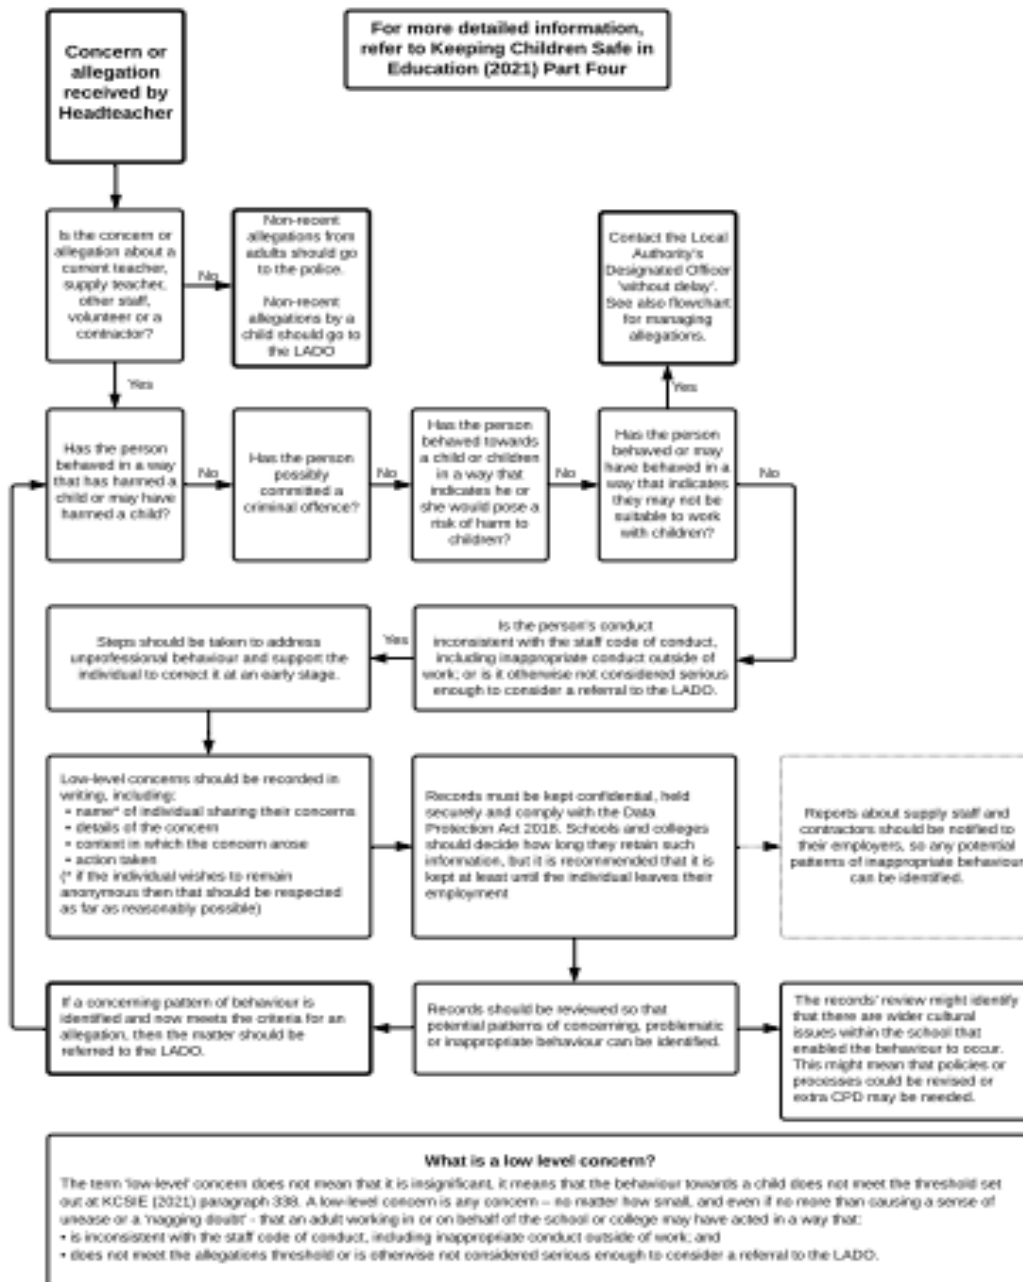 Concern or
allegation
received by
Headteacher
For more detailed information,
refer to Keeping Children Safe in
Education (2021) Part Four
Is the concern or
allegation about a
current teacher,
supply teacher,
other staff,
volunteer or a
contractor?
No
Non-recent
allegations from
adults should go
to the police.
Non-recent
allegations by a
child should go to
the LADO
Contact the Local
Authority's
Designated Officer
'without delay'.
See also flowchart
for managing
allegations.
Yes
Yes
Has the person
behaved in a way
that has harmed a
child or may have
harmed a child?
No
Has the person
possibly
committed a
criminal offence?
No
Has the person
behaved towards
a child or children
in a way that
indicates he or
she would pose a
risk of harm to
children?
No
Has the person
behaved or may
have behaved in a
way that indicates
they may not be
suitable to work
with children?
No
Steps should be taken to address
unprofessional behaviour and support the
individual to correct it at an early stage.
Yes
Is the person's conduct
inconsistent with the staff code of conduct,
including inappropriate conduct outside of
work; or is it otherwise not considered serious
enough to consider a referral to the LADO.
Low-level concerns should be recorded in
writing, including:
• name* of individual sharing their concerns
• details of the concern
• context in which the concern arose
• action taken
(* if the individual wishes to remain
anonymous then that should be respected
as far as reasonably possible)
Records must be kept confidential, held
securely and comply with the Data
Protection Act 2018. Schools and colleges
should decide how long they retain such
information, but it is recommended that it is
kept at least until the individual leaves their
employment
Reports about supply staff and
contractors should be notified to
their employers, so any potential
patterns of inappropriate behaviour
can be identified.
If a concerning pattern of behaviour is
identified and now meets the criteria for an
allegation, then the matter should be
referred to the LADO.
Records should be reviewed so that
potential patterns of concerning, problematic
or inappropriate behaviour can be identified.
The records' review might identify
that there are wider cultural
issues within the school that
enabled the behaviour to occur.
This might mean that policies or
processes could be revised or
extra CPD may be needed.
What is a low level concern?
The term 'low-level' concern does not mean that it is insignificant, it means that the behaviour towards a child does not meet the threshold set
out at KCSIE (2021) paragraph 338. A low-level concern is any concern – no matter how small, and even if no more than causing a sense of
unease or a 'nagging doubt' - that an adult working in or on behalf of the school or college may have acted in a way that:
• is inconsistent with the staff code of conduct, including inappropriate conduct outside of work; and
• does not meet the allegations threshold or is otherwise not considered serious enough to consider a referral to the LADO.